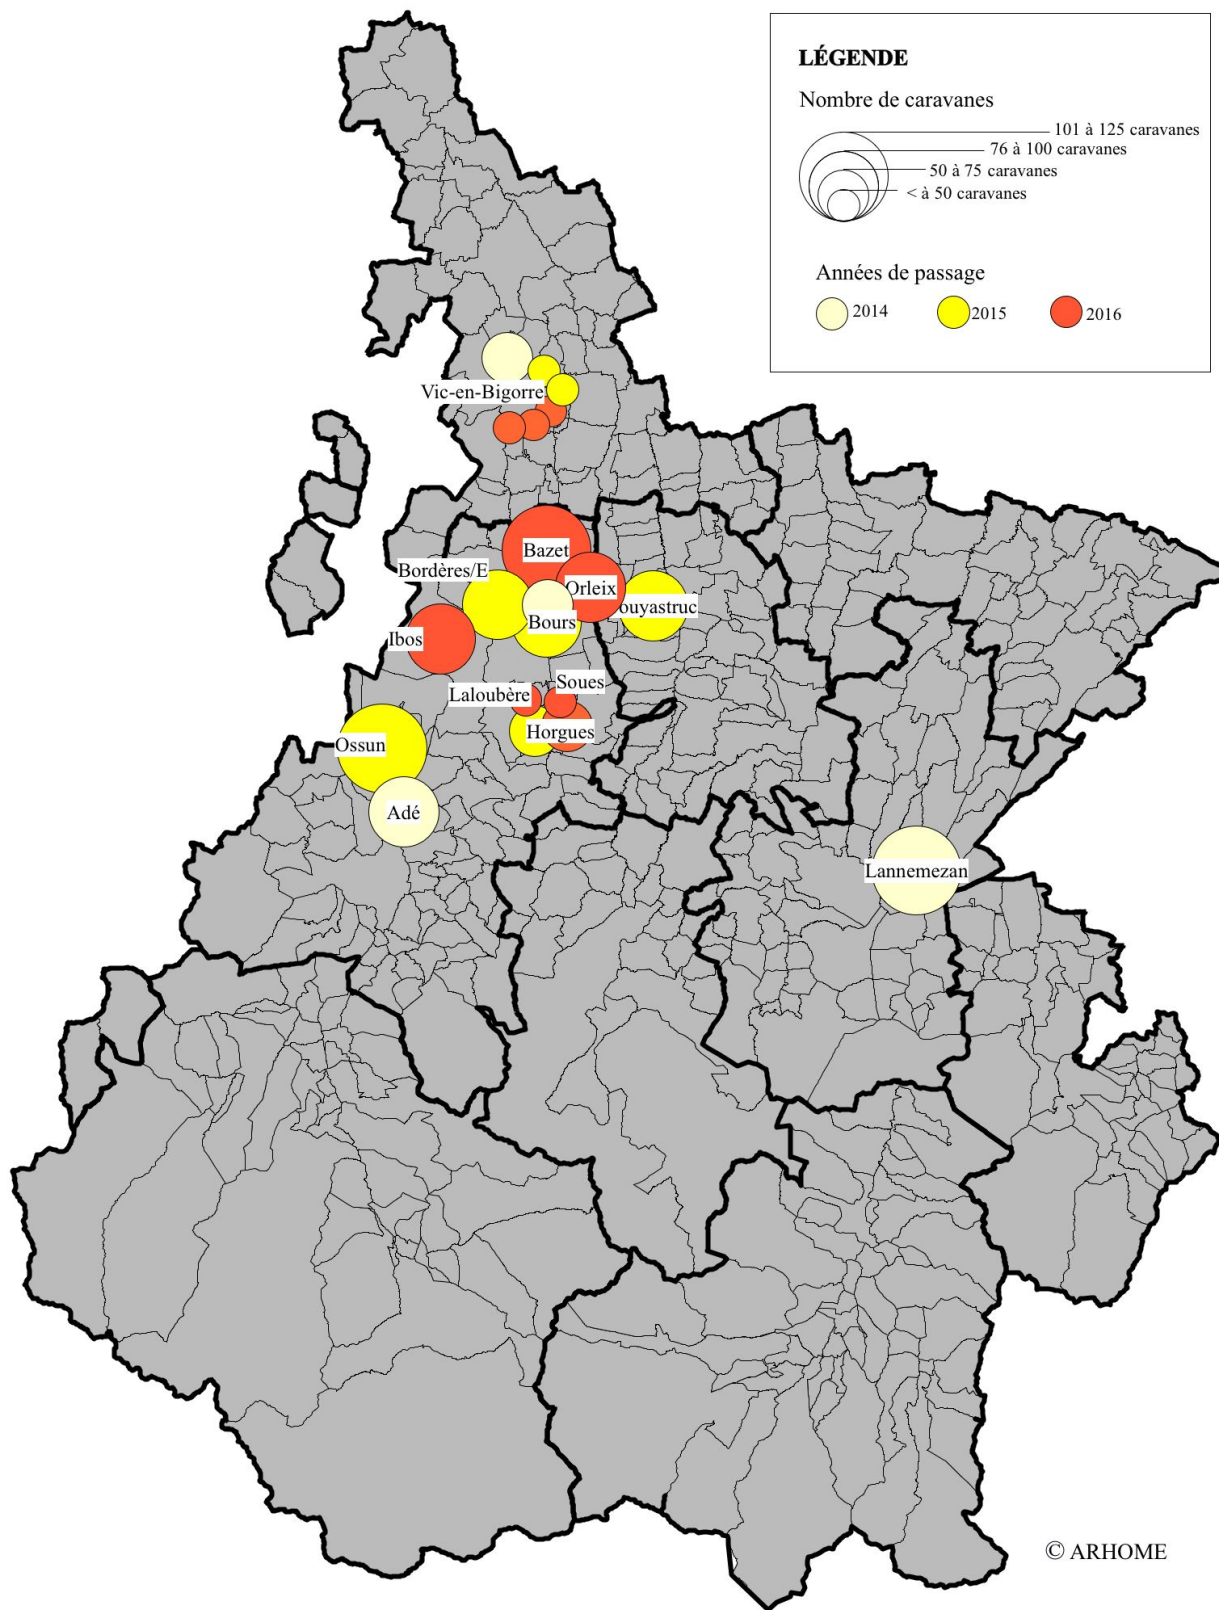 LÉGENDE
Nombre de caravanes
101 à 125 caravanes
76 à 100 caravanes
50 à 75 caravanes
< à 50 caravanes
Années de passage
2014 2015 2016
Vic-en-Bigorre
Bazet
Bordères/E
Orleix
ouyastruc
Bours
Ibos
Soues
Laloubère
Horgues
Ossun
Adé
Lannemezan
© ARHOME